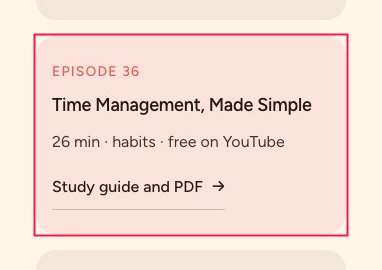 EPISODE 36
Time Management, Made Simple
26 min · habits · free on YouTube
Study guide and PDF →